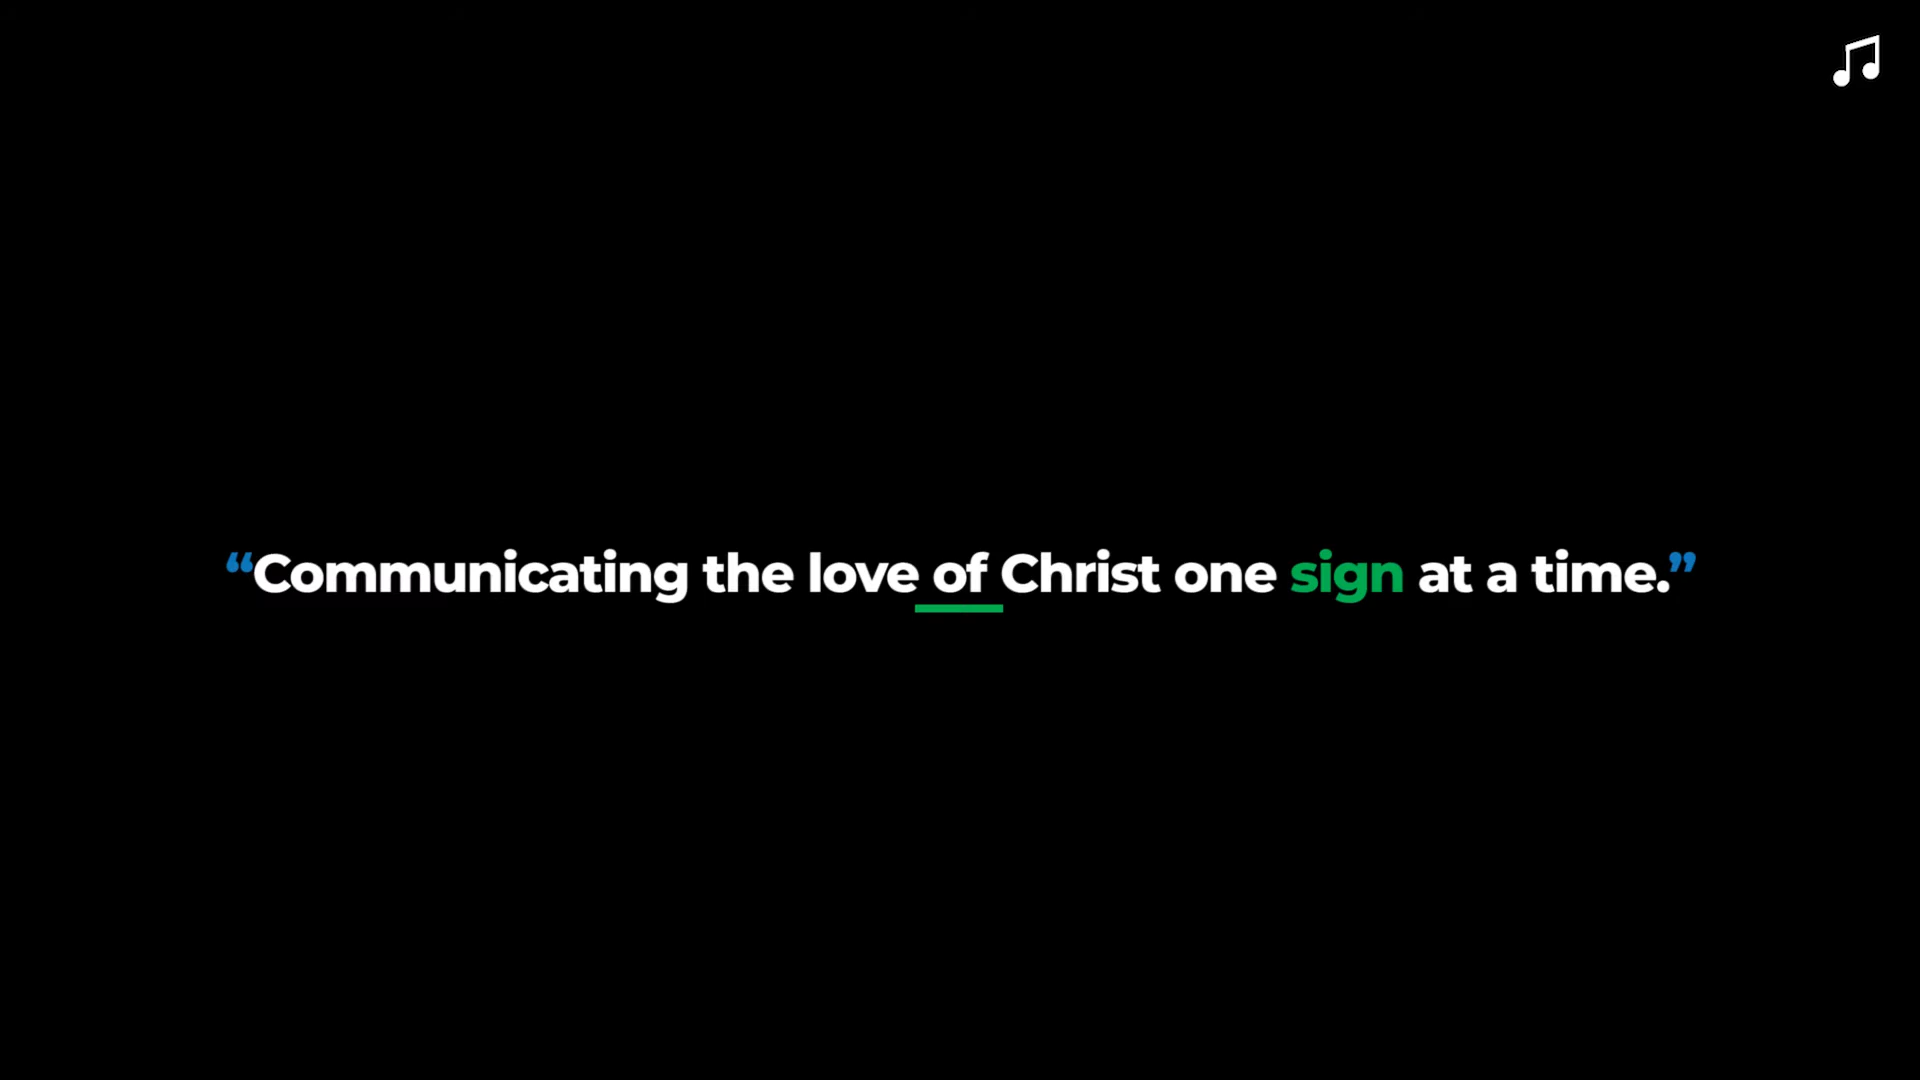 “Communicating the love of Christ one sign at a time.”